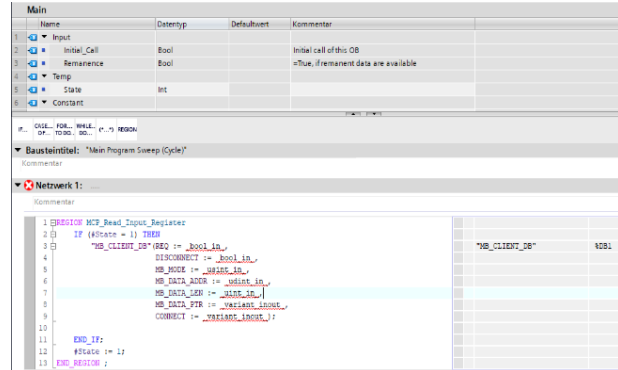 Main
Name Datentyp Defaultwert Kommentar
1 Input
2 Initial_Call Bool Initial call of this OB
3 Remanence Bool =True, if remanent data are available
4 Temp
5 State Int
6 Constant
IF... CASE... OF... FOR... TO DO... WHILE... DO... (*...*) REGION
Bausteintitel: "Main Program Sweep (Cycle)"
Kommentar
Netzwerk 1: .....
Kommentar
1 REGION MCP_Read_Input_Register
2 IF (#State = 1) THEN
3 "MB_CLIENT_DB"(REQ := _bool_in_, "MB_CLIENT_DB" %DB1
4 DISCONNECT := _bool_in_,
5 MB_MODE := _usint_in_,
6 MB_DATA_ADDR := _udint_in_,
7 MB_DATA_LEN := _uint_in_,
8 MB_DATA_PTR := _variant_inout_,
9 CONNECT := _variant_inout_);
10
11 END_IF;
12 #State := 1;
13 END_REGION ;